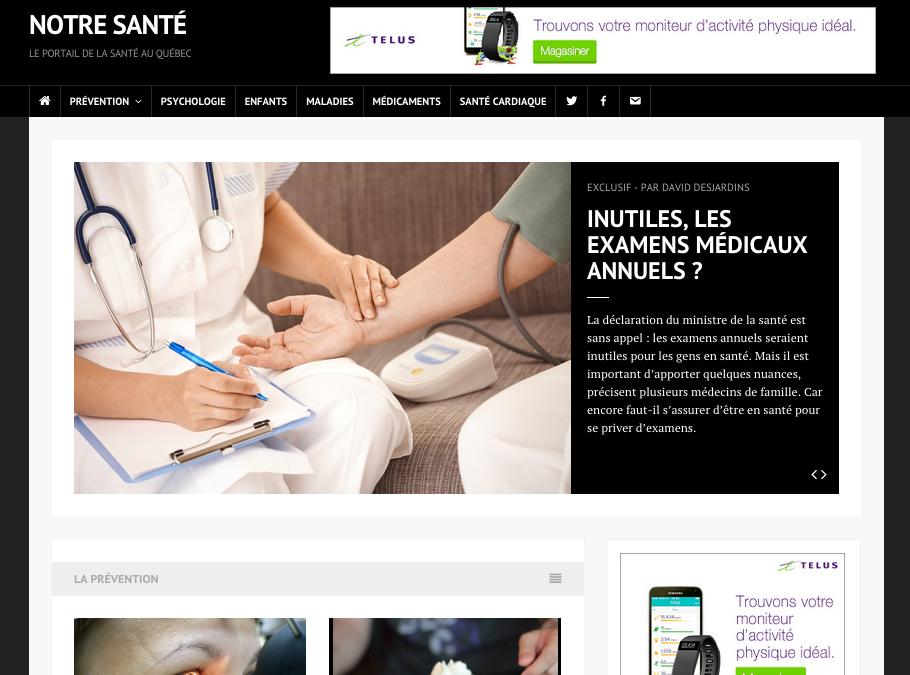 NOTRE SANTÉ
LE PORTAIL DE LA SANTÉ AU QUÉBEC
TELUS
Trouvons votre moniteur d'activité physique idéal.
Magasiner
PRÉVENTION
PSYCHOLOGIE
ENFANTS
MALADIES
MÉDICAMENTS
SANTÉ CARDIAQUE
EXCLUSIF - PAR DAVID DESJARDINS
INUTILES, LES
EXAMENS MÉDICAUX
ANNUELS ?
La déclaration du ministre de la santé est
sans appel : les examens annuels seraient
inutiles pour les gens en santé. Mais il est
important d'apporter quelques nuances,
précisent plusieurs médecins de famille. Car
encore faut-il s'assurer d'être en santé pour
se priver d'examens.
LA PRÉVENTION
TELUS
Trouvons votre
moniteur
d'activité
physique idéal.